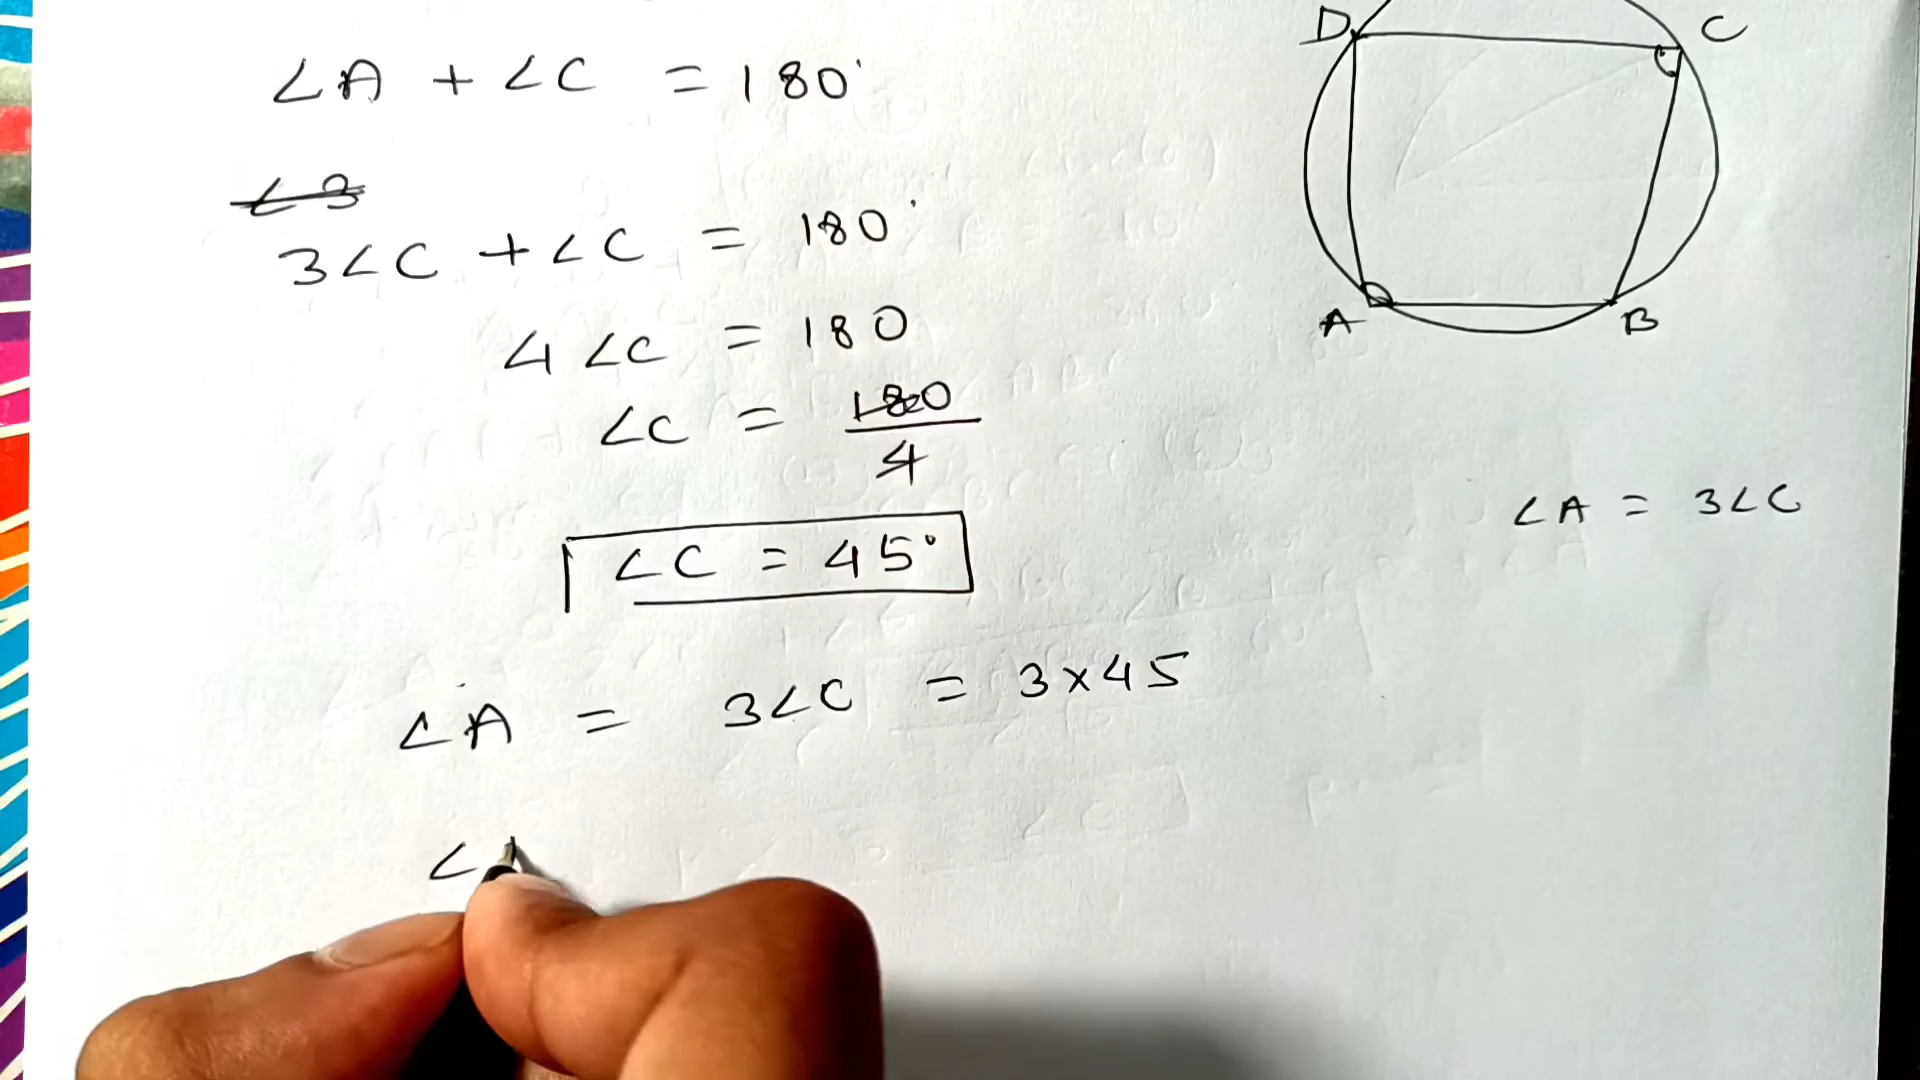 ∠A + ∠C = 180°
∠3
3∠C + ∠C = 180°
4 ∠C = 180
∠C = 180/4
∠C = 45°
∠A = 3∠C = 3×45
∠A
D C
A B
∠A = 3∠C